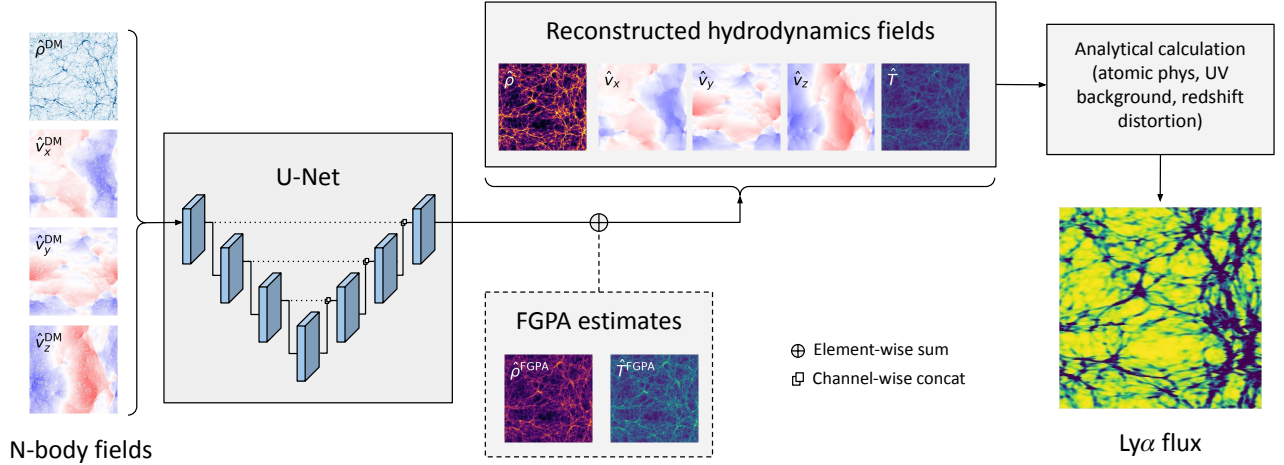 ρ̂^DM
v̂_x^DM
v̂_y^DM
v̂_z^DM
N-body fields
U-Net
Reconstructed hydrodynamics fields
ρ̂ v̂_x v̂_y v̂_z T̂
FGPA estimates
ρ̂^FGPA T̂^FGPA
⊕ Element-wise sum
Channel-wise concat
Analytical calculation
(atomic phys, UV
background, redshift
distortion)
Lyα flux